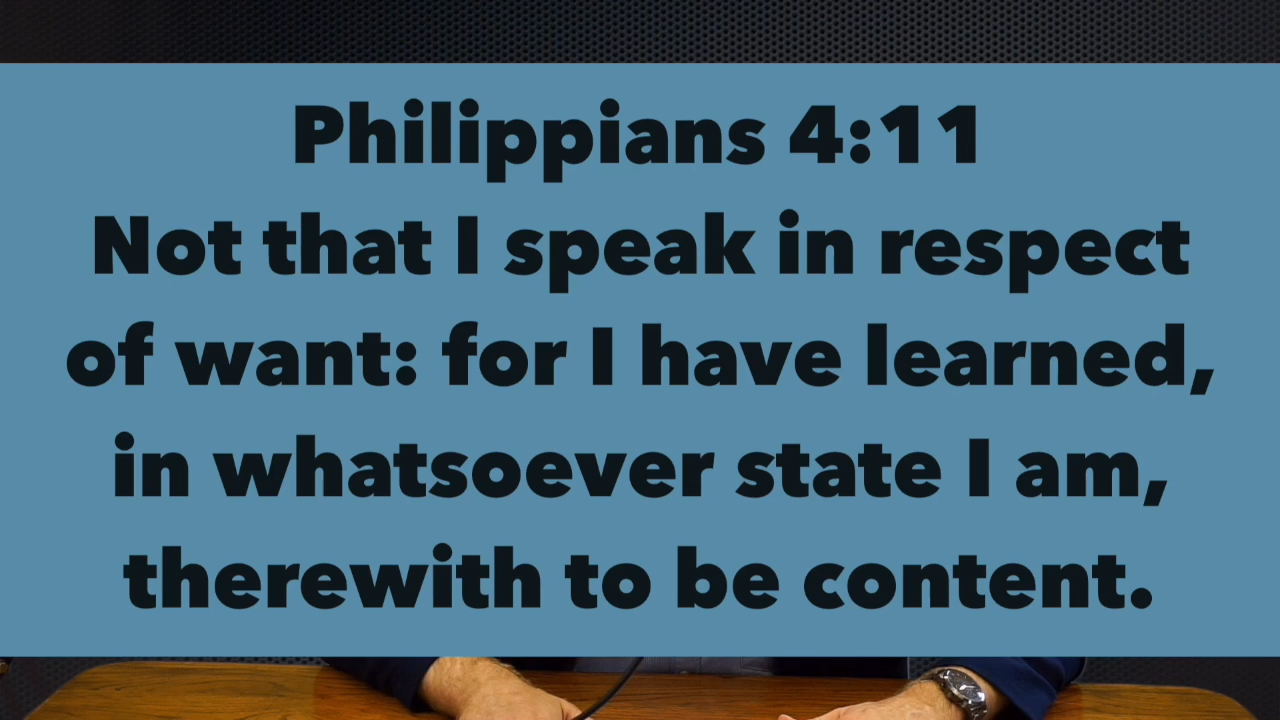 Philippians 4:11
Not that I speak in respect
of want: for I have learned,
in whatsoever state I am,
therewith to be content.